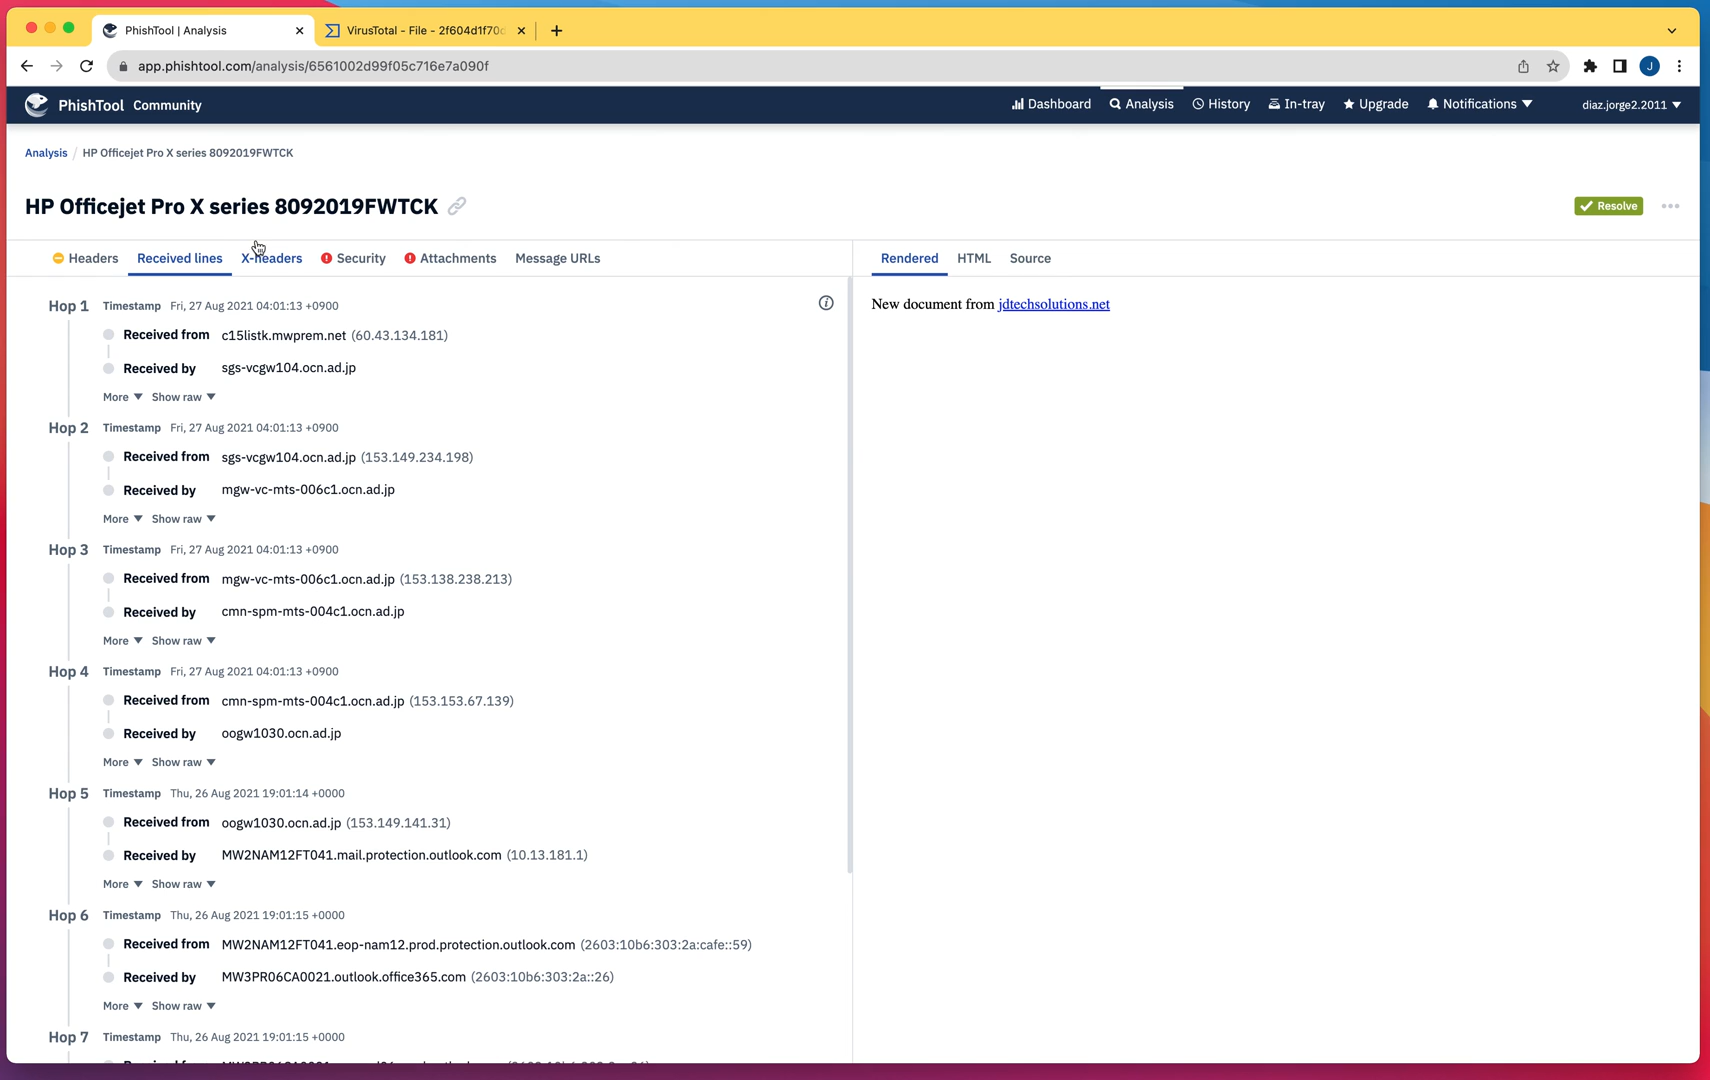 PhishTool | Analysis
VirusTotal - File - 2f604d1f70
app.phishtool.com/analysis/6561002d99f05c716e7a090f
J
PhishTool Community
Dashboard Analysis History In-tray Upgrade Notifications diaz.jorge2.2011
Analysis / HP Officejet Pro X series 8092019FWTCK
HP Officejet Pro X series 8092019FWTCK
Resolve
Headers Received lines X-headers Security Attachments Message URLs
Rendered HTML Source
New document from jdtechsolutions.net
Hop 1 Timestamp Fri, 27 Aug 2021 04:01:13 +0900
Received from c15listk.mwprem.net (60.43.134.181)
Received by sgs-vcgw104.ocn.ad.jp
More Show raw
Hop 2 Timestamp Fri, 27 Aug 2021 04:01:13 +0900
Received from sgs-vcgw104.ocn.ad.jp (153.149.234.198)
Received by mgw-vc-mts-006c1.ocn.ad.jp
More Show raw
Hop 3 Timestamp Fri, 27 Aug 2021 04:01:13 +0900
Received from mgw-vc-mts-006c1.ocn.ad.jp (153.138.238.213)
Received by cmn-spm-mts-004c1.ocn.ad.jp
More Show raw
Hop 4 Timestamp Fri, 27 Aug 2021 04:01:13 +0900
Received from cmn-spm-mts-004c1.ocn.ad.jp (153.153.67.139)
Received by oogw1030.ocn.ad.jp
More Show raw
Hop 5 Timestamp Thu, 26 Aug 2021 19:01:14 +0000
Received from oogw1030.ocn.ad.jp (153.149.141.31)
Received by MW2NAM12FT041.mail.protection.outlook.com (10.13.181.1)
More Show raw
Hop 6 Timestamp Thu, 26 Aug 2021 19:01:15 +0000
Received from MW2NAM12FT041.eop-nam12.prod.protection.outlook.com (2603:10b6:303:2a:cafe::59)
Received by MW3PR06CA0021.outlook.office365.com (2603:10b6:303:2a::26)
More Show raw
Hop 7 Timestamp Thu, 26 Aug 2021 19:01:15 +0000